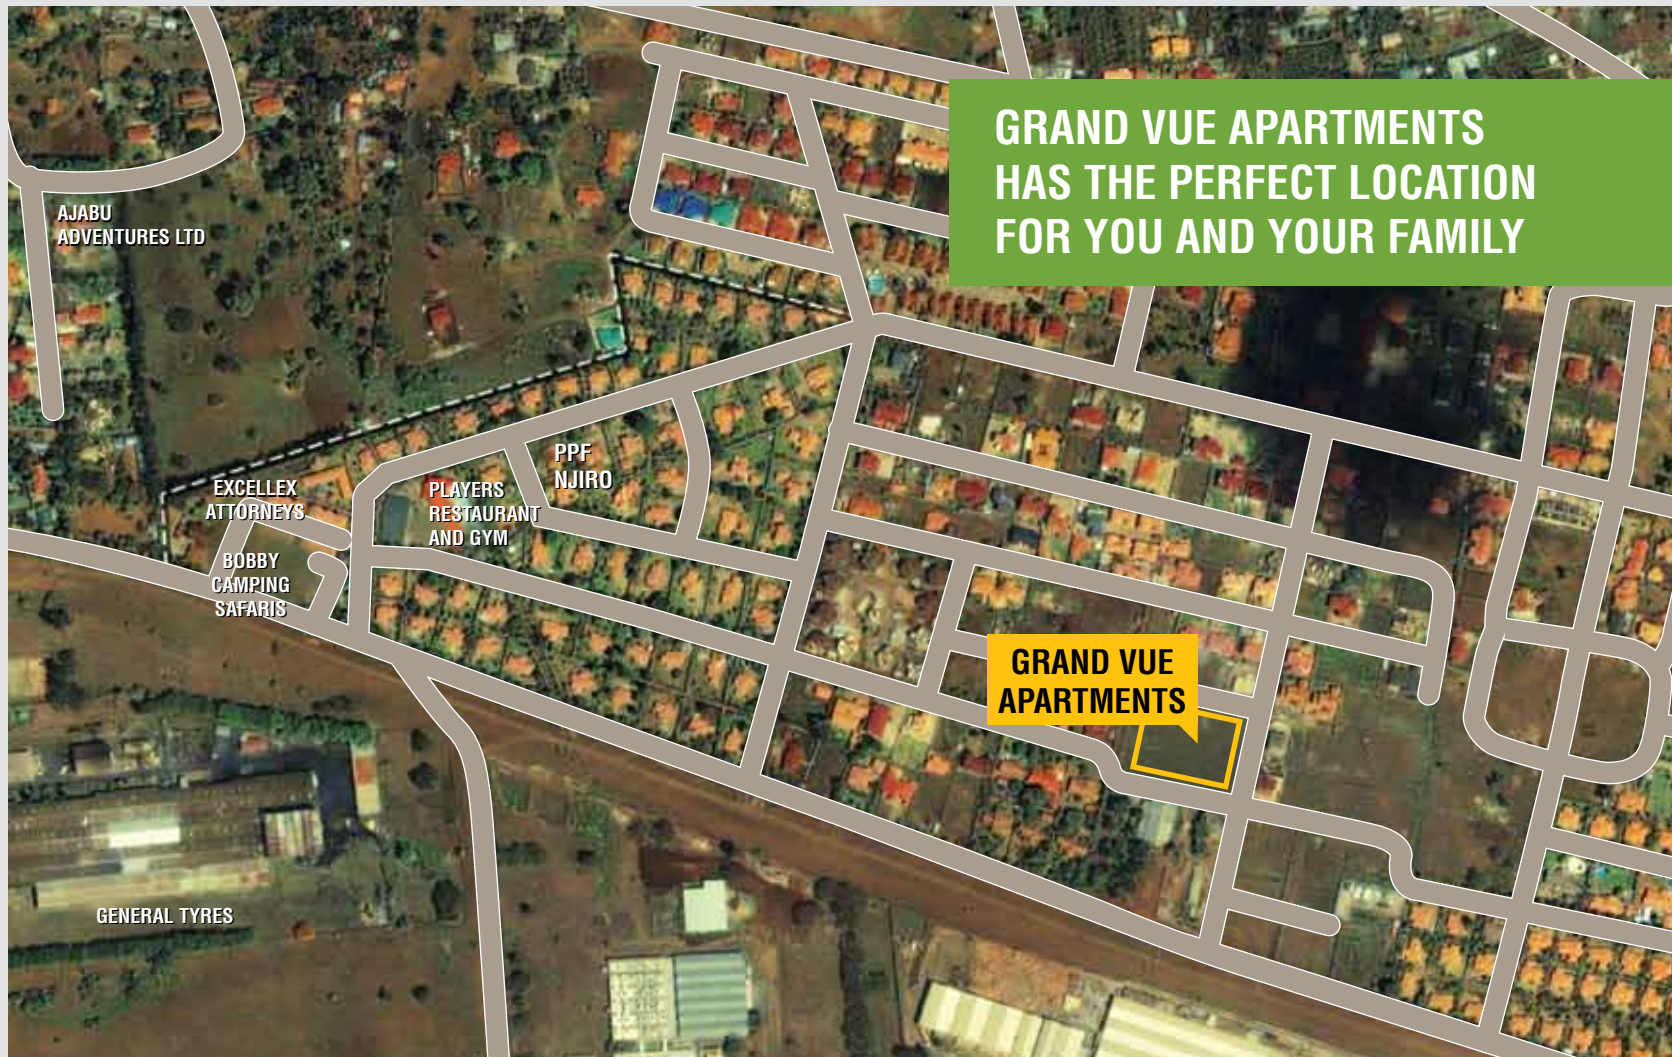 GRAND VUE APARTMENTS
HAS THE PERFECT LOCATION
FOR YOU AND YOUR FAMILY
AJABU
ADVENTURES LTD
PPF
NJIRO
EXCELLEX
ATTORNEYS
PLAYERS
RESTAURANT
AND GYM
BOBBY
CAMPING
SAFARIS
GRAND VUE
APARTMENTS
GENERAL TYRES